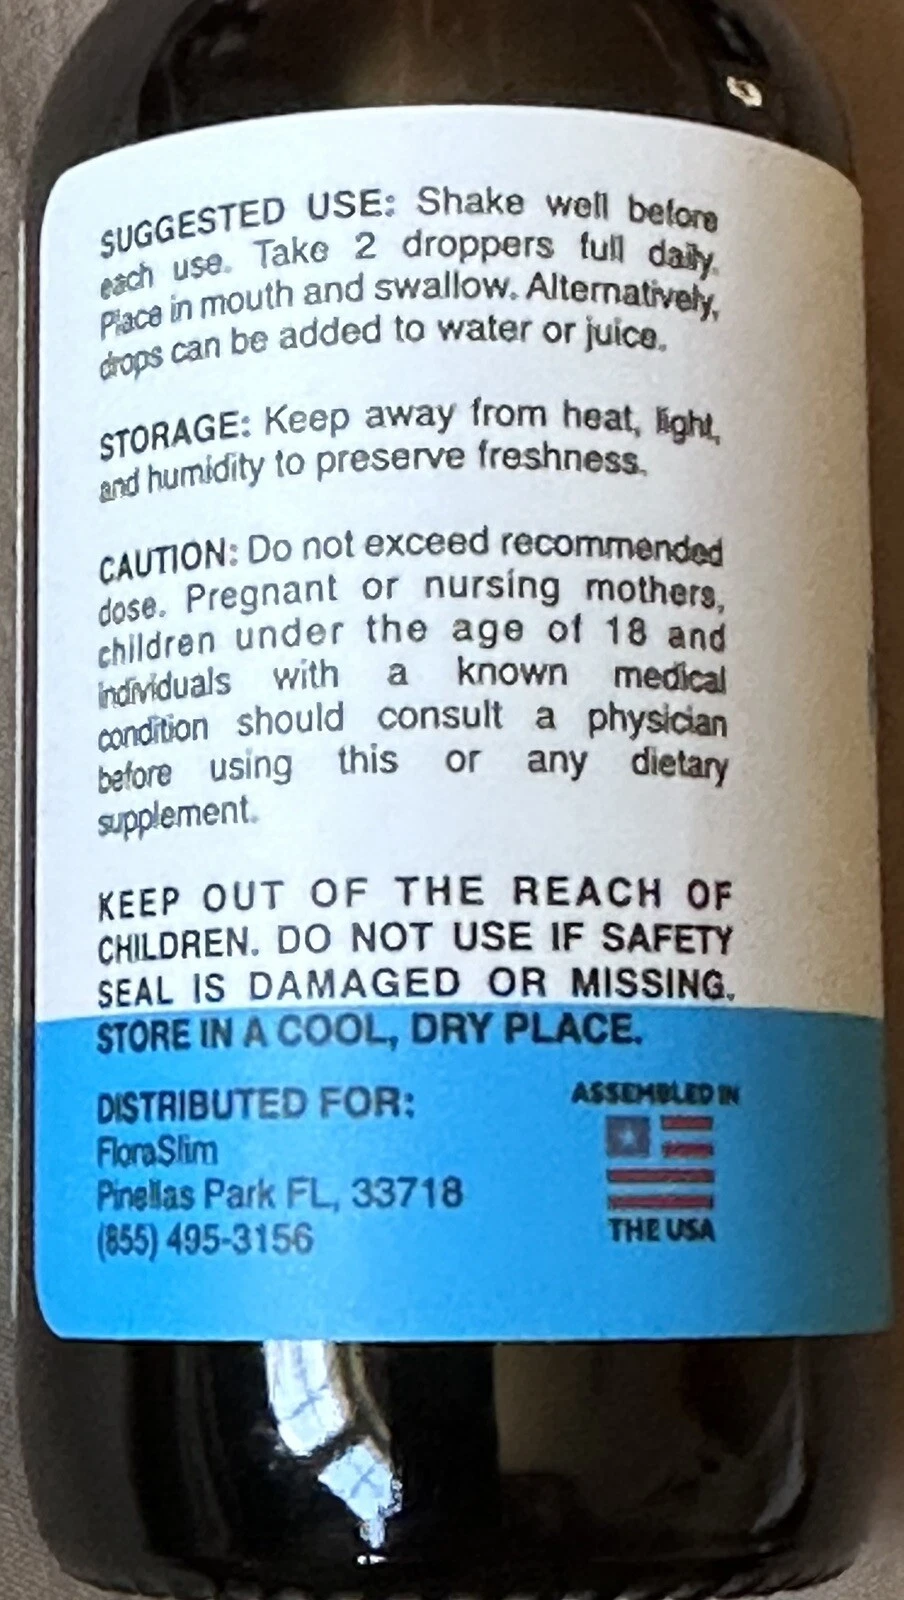 SUGGESTED USE: Shake well before
each use. Take 2 droppers full daily.
Place in mouth and swallow. Alternatively,
drops can be added to water or juice.
STORAGE: Keep away from heat, light,
and humidity to preserve freshness.
CAUTION: Do not exceed recommended
dose. Pregnant or nursing mothers,
children under the age of 18 and
individuals with a known medical
condition should consult a physician
before using this or any dietary
supplement.
KEEP OUT OF THE REACH OF
CHILDREN. DO NOT USE IF SAFETY
SEAL IS DAMAGED OR MISSING.
STORE IN A COOL, DRY PLACE.
DISTRIBUTED FOR:
FloraSlim
Pinellas Park FL, 33718
(855) 495-3156
ASSEMBLED IN
THE USA